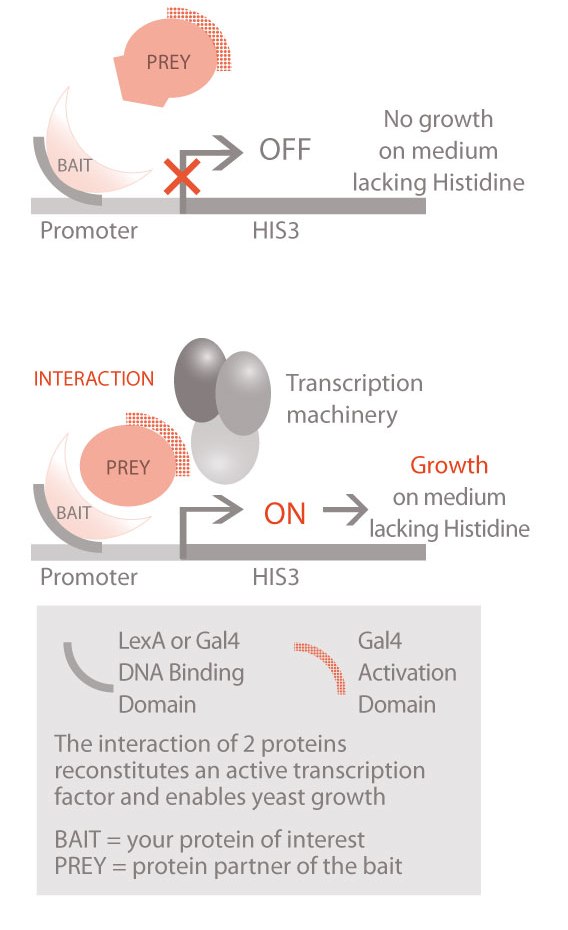 PREY
BAIT
OFF
No growth
on medium
lacking Histidine
Promoter
HIS3
INTERACTION
Transcription
machinery
PREY
BAIT
ON
Growth
on medium
lacking Histidine
Promoter
HIS3
LexA or Gal4
DNA Binding
Domain
Gal4
Activation
Domain
The interaction of 2 proteins
reconstitutes an active transcription
factor and enables yeast growth
BAIT = your protein of interest
PREY = protein partner of the bait